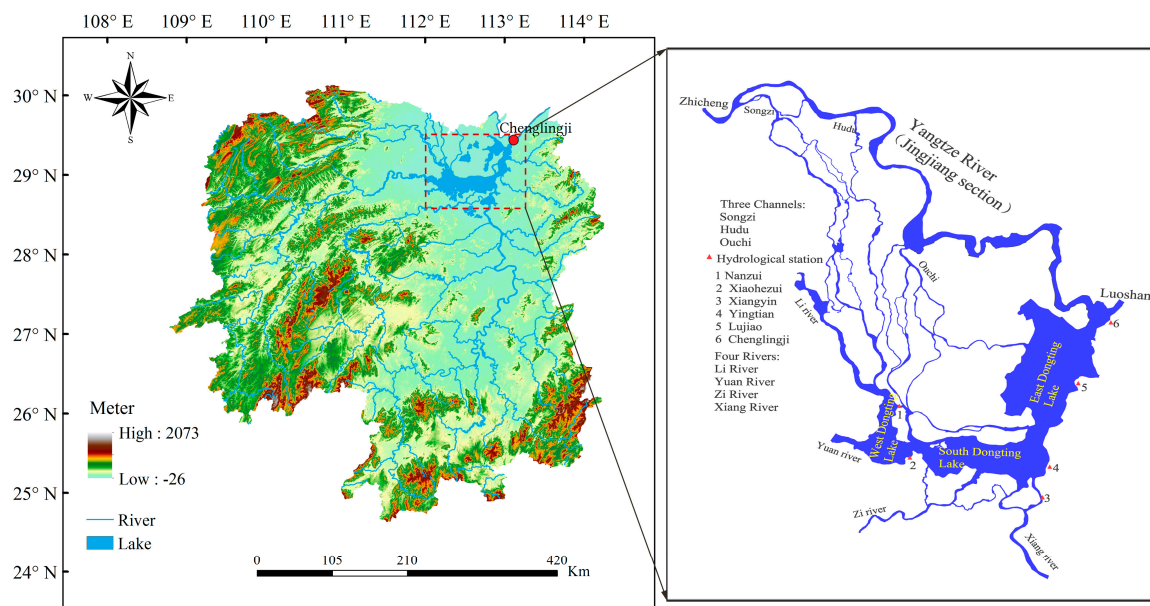 108° E 109° E 110° E 111° E 112° E 113° E 114° E
30° N
29° N
28° N
27° N
26° N
25° N
24° N
N
W E
S
Chenglingji
Meter
High : 2073
Low : -26
River
Lake
0 105 210 420
Km
Zhicheng
Songzi
Hudu
Yangtze River
(Jingjiang section)
Three Channels:
Songzi
Hudu
Ouchi
Hydrological station
1 Nanzui
2 Xiaohezui
3 Xiangyin
4 Yingtian
5 Lujiao
6 Chenglingji
Four Rivers:
Li River
Yuan River
Zi River
Xiang River
Ouchi
Li river
Luoshan
6
East Dongting
Lake
5
1
West Dongting
Lake
Yuan river
2
South Dongting
Lake
4
3
Zi river
Xiang river